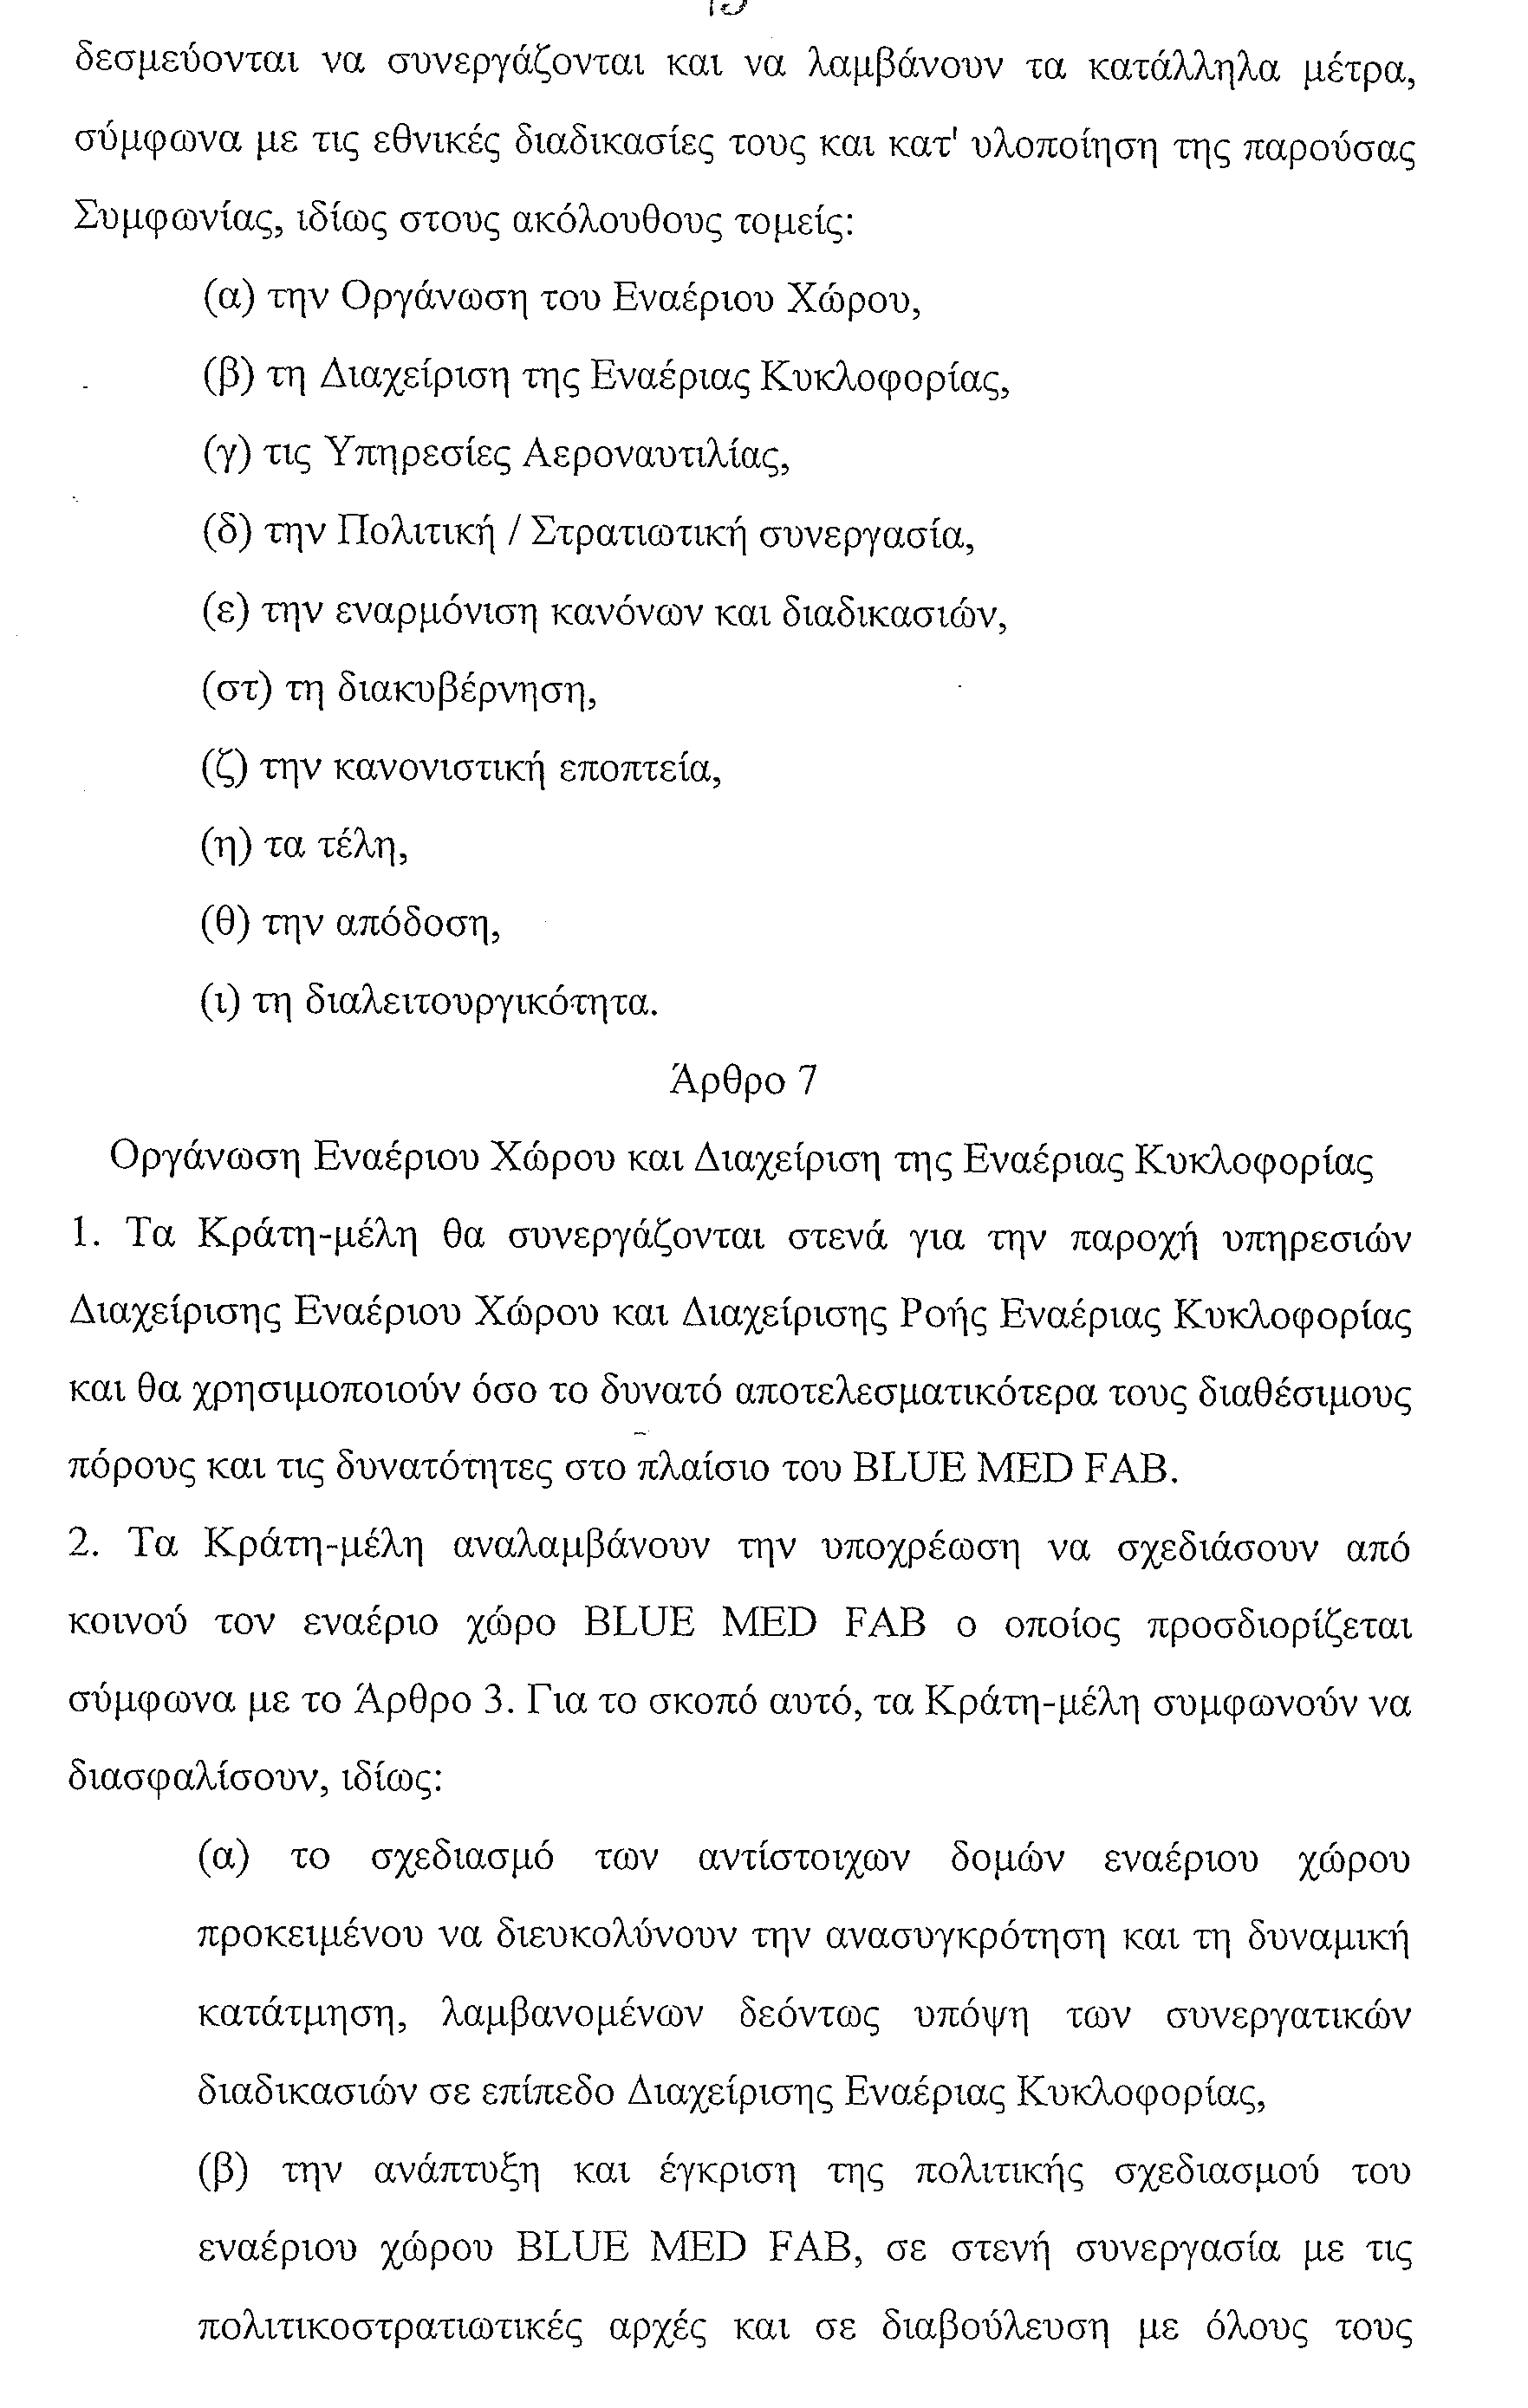 δεσμεύονται να συνεργάζονται και να λαμβάνουν τα κατάλληλα μέτρα,
σύμφωνα με τις εθνικές διαδικασίες τους και κατ' υλοποίηση της παρούσας
Συμφωνίας, ιδίως στους ακόλουθους τομείς:
(α) την Οργάνωση του Εναέριου Χώρου,
(β) τη Διαχείριση της Εναέριας Κυκλοφορίας,
(γ) τις Υπηρεσίες Αεροναυτιλίας,
(δ) την Πολιτική / Στρατιωτική συνεργασία,
(ε) την εναρμόνιση κανόνων και διαδικασιών,
(στ) τη διακυβέρνηση,
(ζ) την κανονιστική εποπτεία,
(η) τα τέλη,
(θ) την απόδοση,
(ι) τη διαλειτουργικότητα.
Άρθρο 7
Οργάνωση Εναέριου Χώρου και Διαχείριση της Εναέριας Κυκλοφορίας
1. Τα Κράτη-μέλη θα συνεργάζονται στενά για την παροχή υπηρεσιών
Διαχείρισης Εναέριου Χώρου και Διαχείρισης Ροής Εναέριας Κυκλοφορίας
και θα χρησιμοποιούν όσο το δυνατό αποτελεσματικότερα τους διαθέσιμους
πόρους και τις δυνατότητες στο πλαίσιο του BLUE MED FAB.
2. Τα Κράτη-μέλη αναλαμβάνουν την υποχρέωση να σχεδιάσουν από
κοινού τον εναέριο χώρο BLUE MED FAB ο οποίος προσδιορίζεται
σύμφωνα με το Άρθρο 3. Για το σκοπό αυτό, τα Κράτη-μέλη συμφωνούν να
διασφαλίσουν, ιδίως:
(α) το σχεδιασμό των αντίστοιχων δομών εναέριου χώρου
προκειμένου να διευκολύνουν την ανασυγκρότηση και τη δυναμική
κατάτμηση, λαμβανομένων δεόντως υπόψη των συνεργατικών
διαδικασιών σε επίπεδο Διαχείρισης Εναέριας Κυκλοφορίας,
(β) την ανάπτυξη και έγκριση της πολιτικής σχεδιασμού του
εναέριου χώρου BLUE MED FAB, σε στενή συνεργασία με τις
πολιτικοστρατιωτικές αρχές και σε διαβούλευση με όλους τους